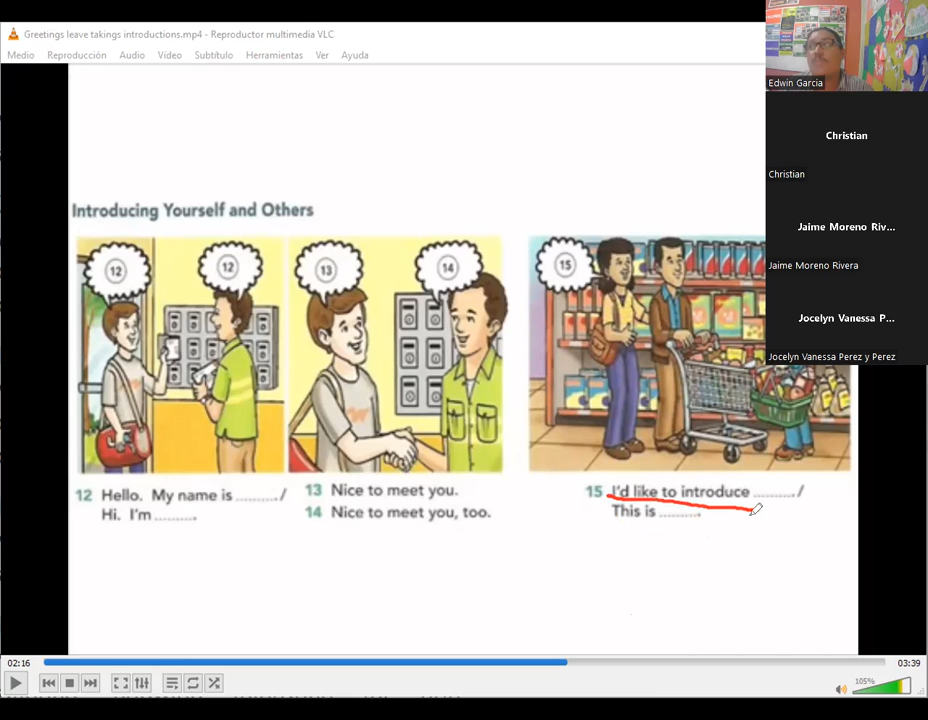 Greetings leave takings introductions.mp4 - Reproductor multimedia VLC
Medio Reproducción Audio Vídeo Subtítulo Herramientas Ver Ayuda
Edwin Garcia
Christian
Christian
Jaime Moreno Riv...
Jaime Moreno Rivera
Jocelyn Vanessa P...
Jocelyn Vanessa Perez y Perez
Introducing Yourself and Others
12
12
13
14
15
12 Hello. My name is ......... /
Hi. I'm .........
13 Nice to meet you.
14 Nice to meet you, too.
15 I'd like to introduce ......... /
This is .........
02:16
03:39
105%